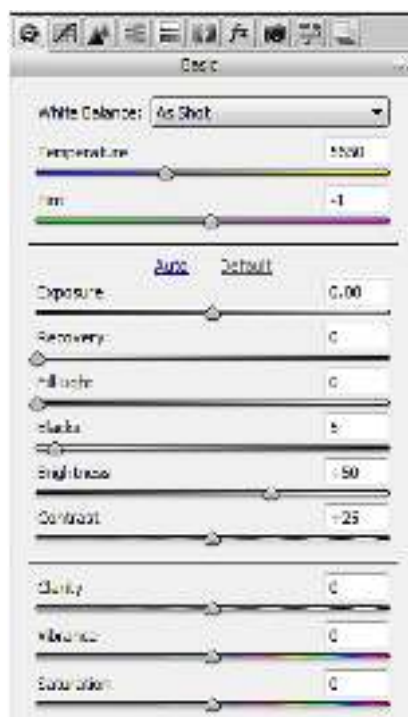 Basic
White Balance: As Shot
Temperature 5550
Tint -1
Auto Default
Exposure 0.00
Recovery 0
Fill Light 0
Blacks 5
Brightness +50
Contrast +25
Clarity 0
Vibrance 0
Saturation 0